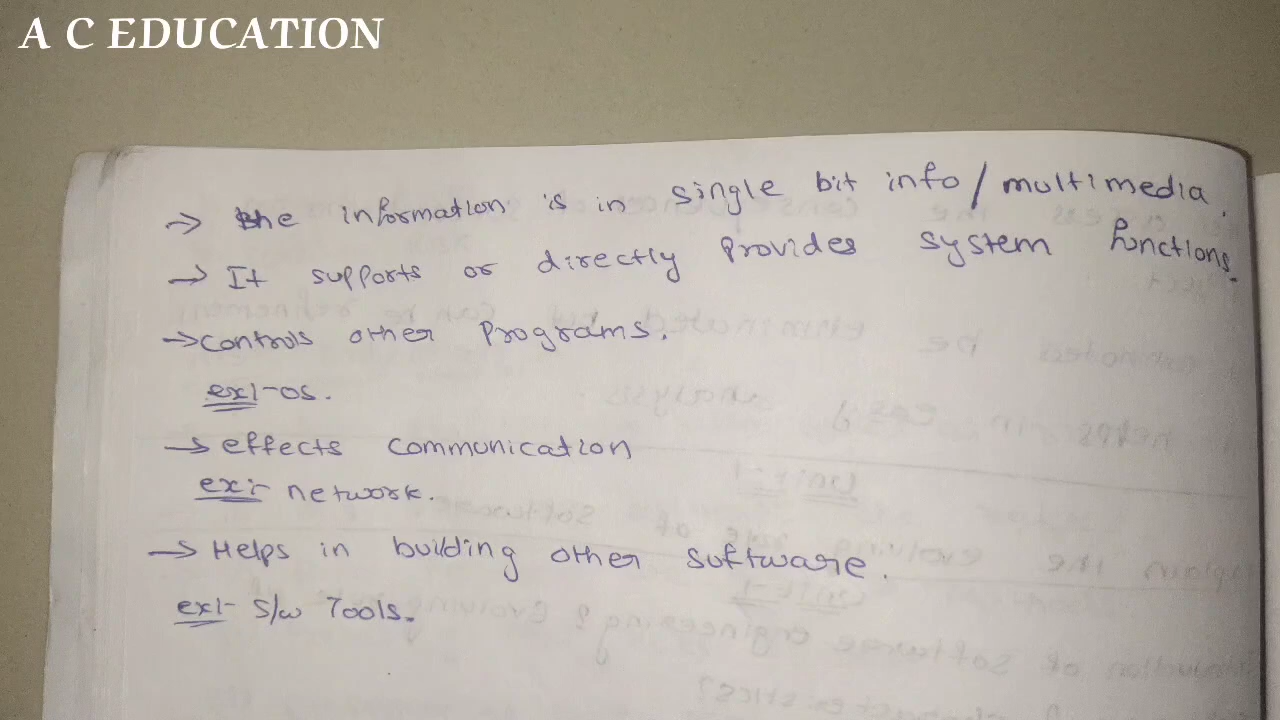 A C EDUCATION
→ the information is in single bit info / multimedia.
→ It supports or directly provides system functions.
→ controls other programs.
ex:- OS.
→ effects communication
ex:- network.
→ Helps in building other software.
ex:- S/w Tools.